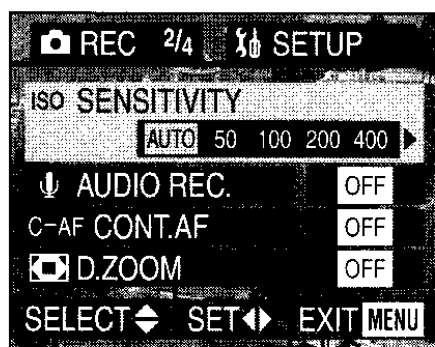 REC 2/4 SETUP
ISO SENSITIVITY
AUTO 50 100 200 400
AUDIO REC. OFF
C-AF CONT.AF OFF
D.ZOOM OFF
SELECT SET EXIT MENU